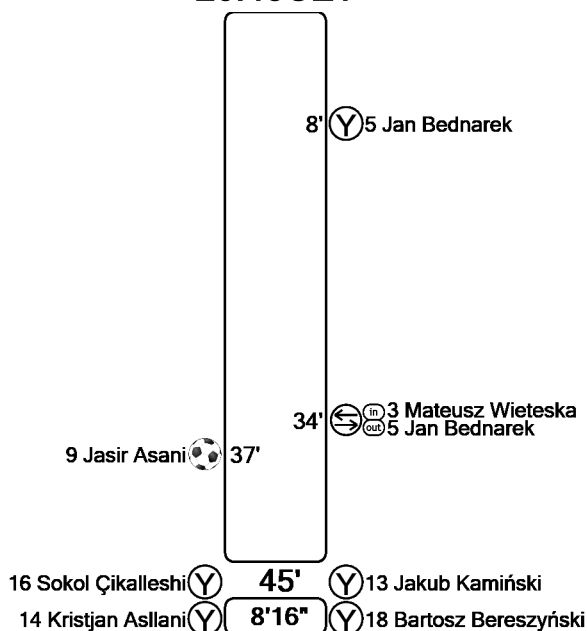 8' Y 5 Jan Bednarek
34' in 3 Mateusz Wieteska
out 5 Jan Bednarek
9 Jasir Asani 37'
16 Sokol Çikalleshi Y 45' Y 13 Jakub Kamiński
14 Kristjan Asllani Y 8'16" Y 18 Bartosz Bereszyński